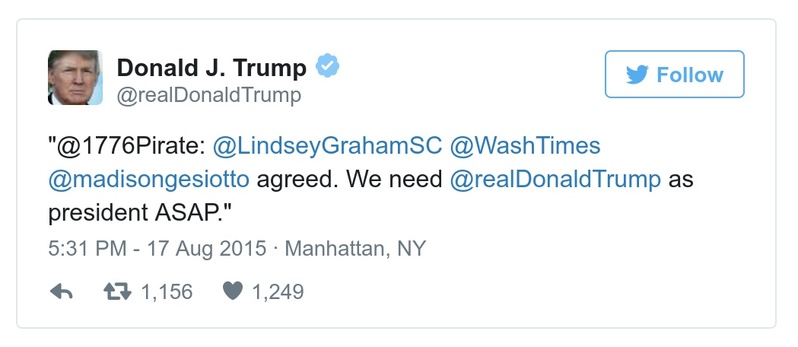 Donald J. Trump
@realDonaldTrump
Follow
"@1776Pirate: @LindseyGrahamSC @WashTimes
@madisongesiotto agreed. We need @realDonaldTrump as
president ASAP."
5:31 PM - 17 Aug 2015 · Manhattan, NY
1,156 1,249